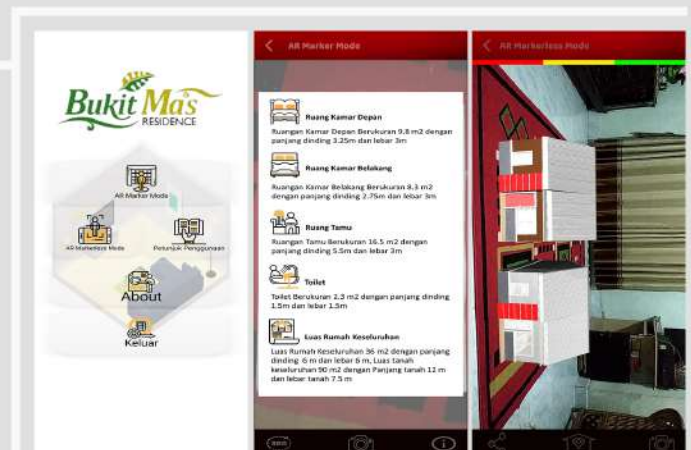 Bukit Mas
RESIDENCE
AR Marker Mode
AR Markerless Mode
Petunjuk Penggunaan
About
Keluar
AR Marker Mode
Ruang Kamar Depan
Ruangan Kamar Depan Berukuran 9.8 m2 dengan
panjang dinding 3.25m dan lebar 3m
Ruang Kamar Belakang
Ruangan Kamar Belakang Berukuran 8.3 m2
dengan panjang dinding 2.75m dan lebar 3m
Ruang Tamu
Ruangan Tamu Berukuran 16.5 m2 dengan
panjang dinding 5.5m dan lebar 3m
Toilet
Toilet Berukuran 2.3 m2 dengan panjang dinding
1.5m dan lebar 1.5m
Luas Rumah Keseluruhan
Luas Rumah Keseluruhan 36 m2 dengan panjang
dinding 6 m dan lebar 6 m, Luas tanah
keseluruhan 90 m2 dengan Panjang tanah 12 m
dan lebar tanah 7.5 m
AR Markerless Mode